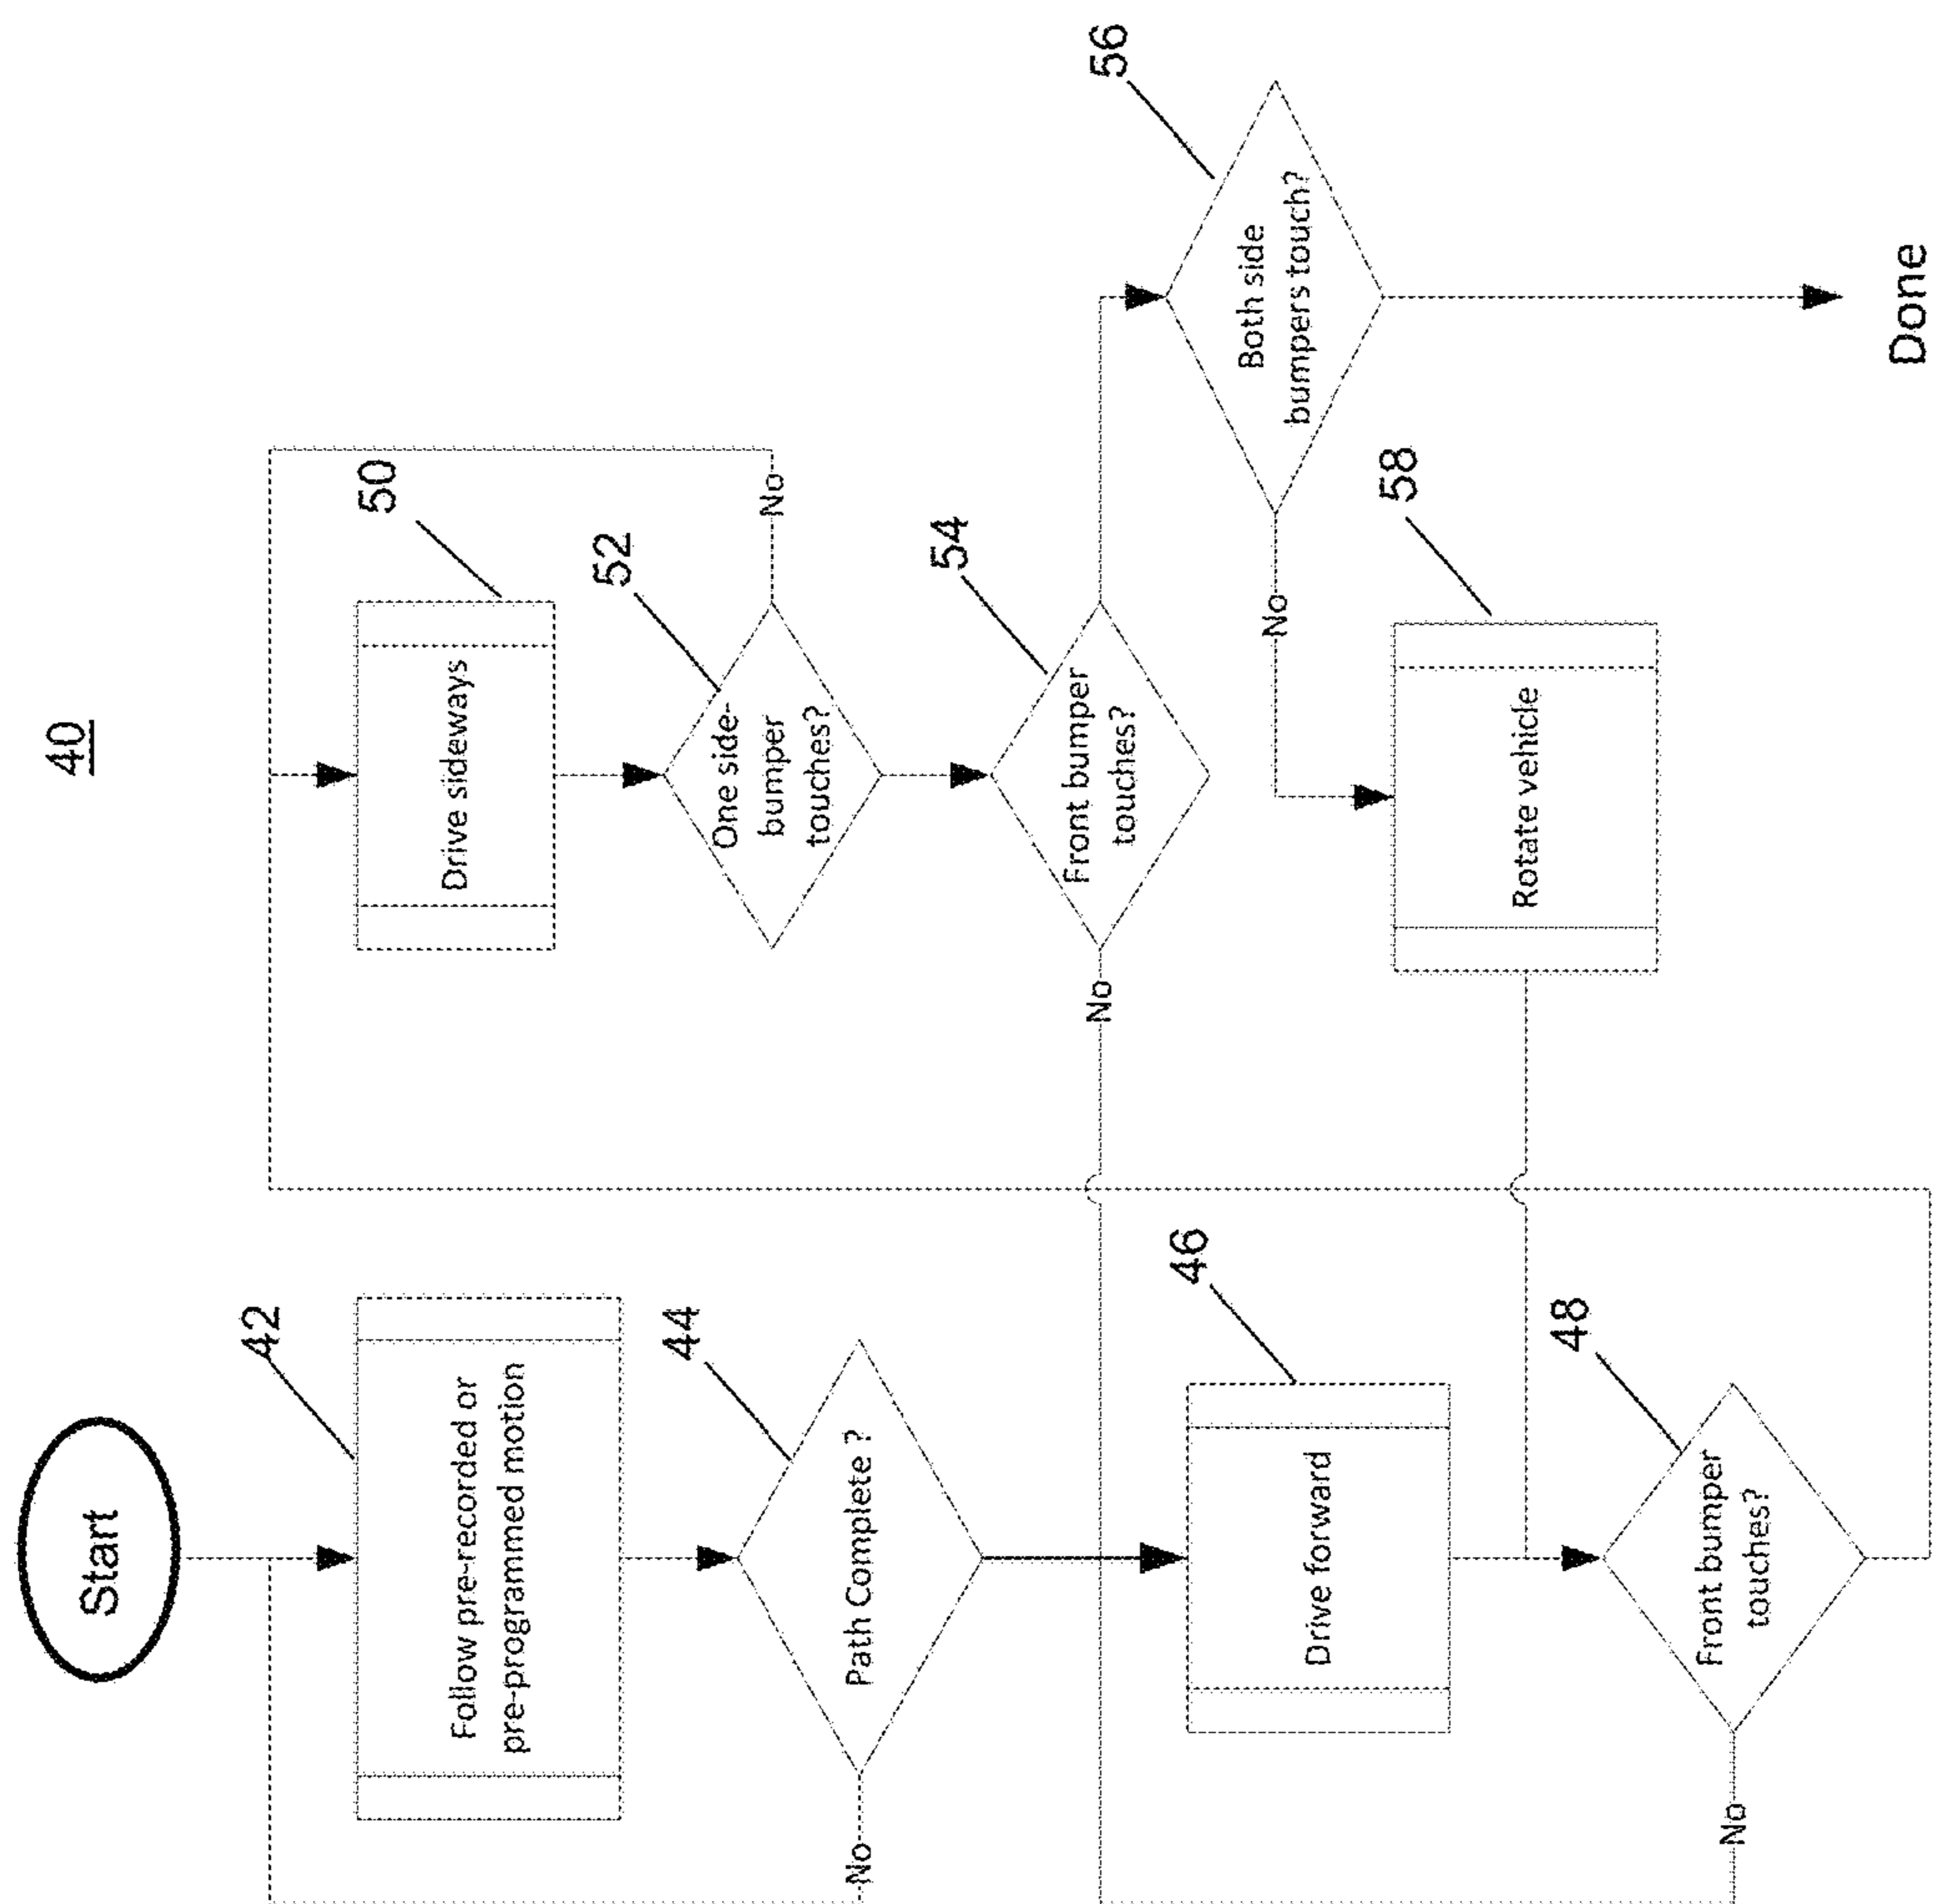 40
Start
42
Follow pre-recorded or
pre-programmed motion
44
Path Complete ?
No
46
Drive forward
48
Front bumper
touches?
No
50
Drive sideways
52
One side-
bumper
touches?
No
54
Front bumper
touches?
No
56
Both side
bumpers touch?
No
58
Rotate vehicle
Done